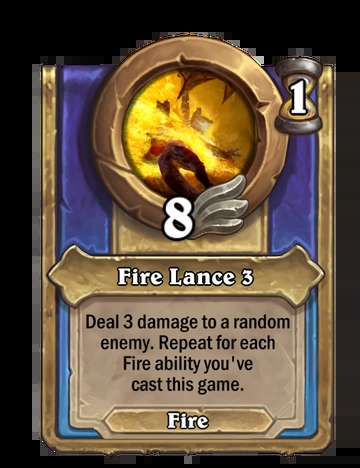 1
8
Fire Lance 3
Deal 3 damage to a random
enemy. Repeat for each
Fire ability you've
cast this game.
Fire